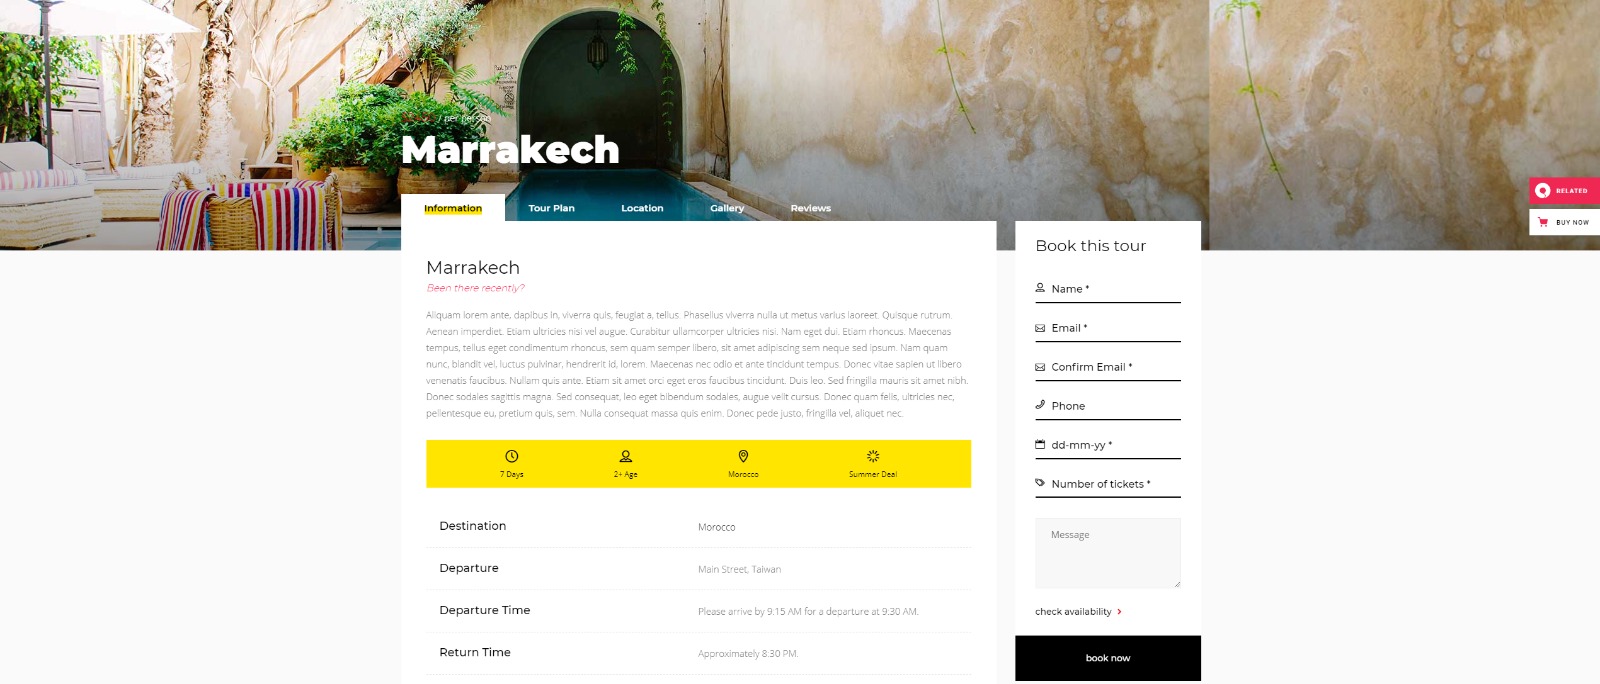 / per person
Marrakech
Information
Tour Plan
Location
Gallery
Reviews
RELATED
BUY NOW
Marrakech
Been there recently?
Aliquam lorem ante, dapibus in, viverra quis, feugiat a, tellus. Phasellus viverra nulla ut metus varius laoreet. Quisque rutrum.
Aenean imperdiet. Etiam ultricies nisi vel augue. Curabitur ullamcorper ultricies nisi. Nam eget dui. Etiam rhoncus. Maecenas
tempus, tellus eget condimentum rhoncus, sem quam semper libero, sit amet adipiscing sem neque sed ipsum. Nam quam
nunc, blandit vel, luctus pulvinar, hendrerit id, lorem. Maecenas nec odio et ante tincidunt tempus. Donec vitae sapien ut libero
venenatis faucibus. Nullam quis ante. Etiam sit amet orci eget eros faucibus tincidunt. Duis leo. Sed fringilla mauris sit amet nibh.
Donec sodales sagittis magna. Sed consequat, leo eget bibendum sodales, augue velit cursus. Donec quam felis, ultricies nec,
pellentesque eu, pretium quis, sem. Nulla consequat massa quis enim. Donec pede justo, fringilla vel, aliquet nec.
7 Days
2+ Age
Morocco
Summer Deal
Destination
Morocco
Departure
Main Street, Taiwan
Departure Time
Please arrive by 9:15 AM for a departure at 9:30 AM.
Return Time
Approximately 8:30 PM.
Book this tour
Name *
Email *
Confirm Email *
Phone
dd-mm-yy *
Number of tickets *
Message
check availability
book now